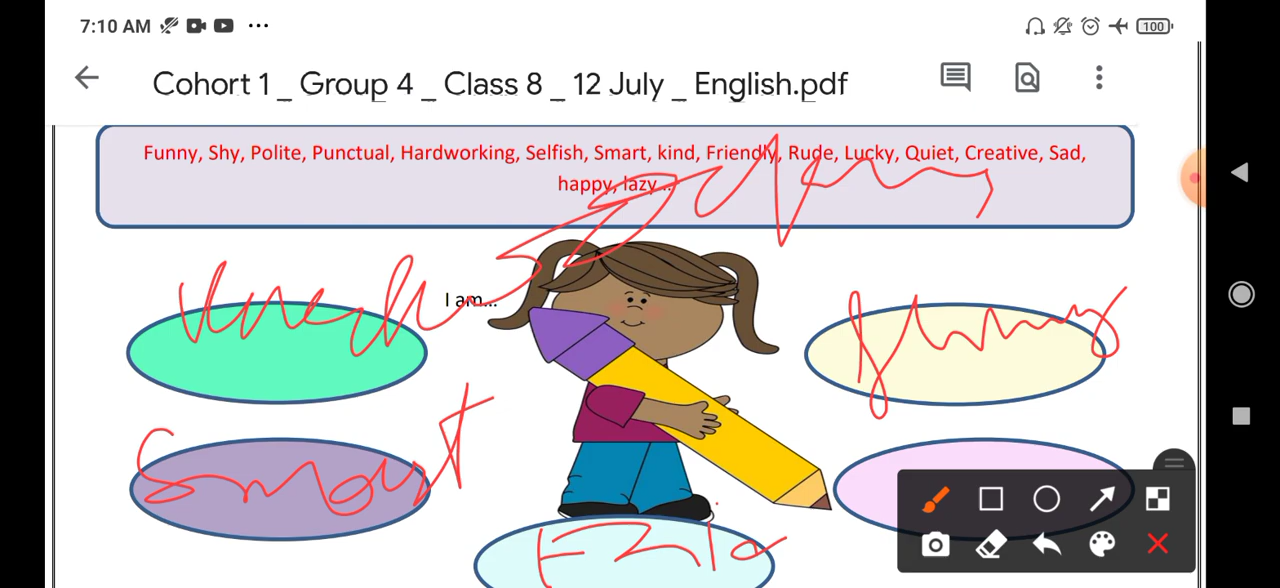 7:10 AM
100
Cohort 1 _ Group 4 _ Class 8 _ 12 July _ English.pdf
Funny, Shy, Polite, Punctual, Hardworking, Selfish, Smart, kind, Friendly, Rude, Lucky, Quiet, Creative, Sad,
happy, lazy...
I am...
Smart